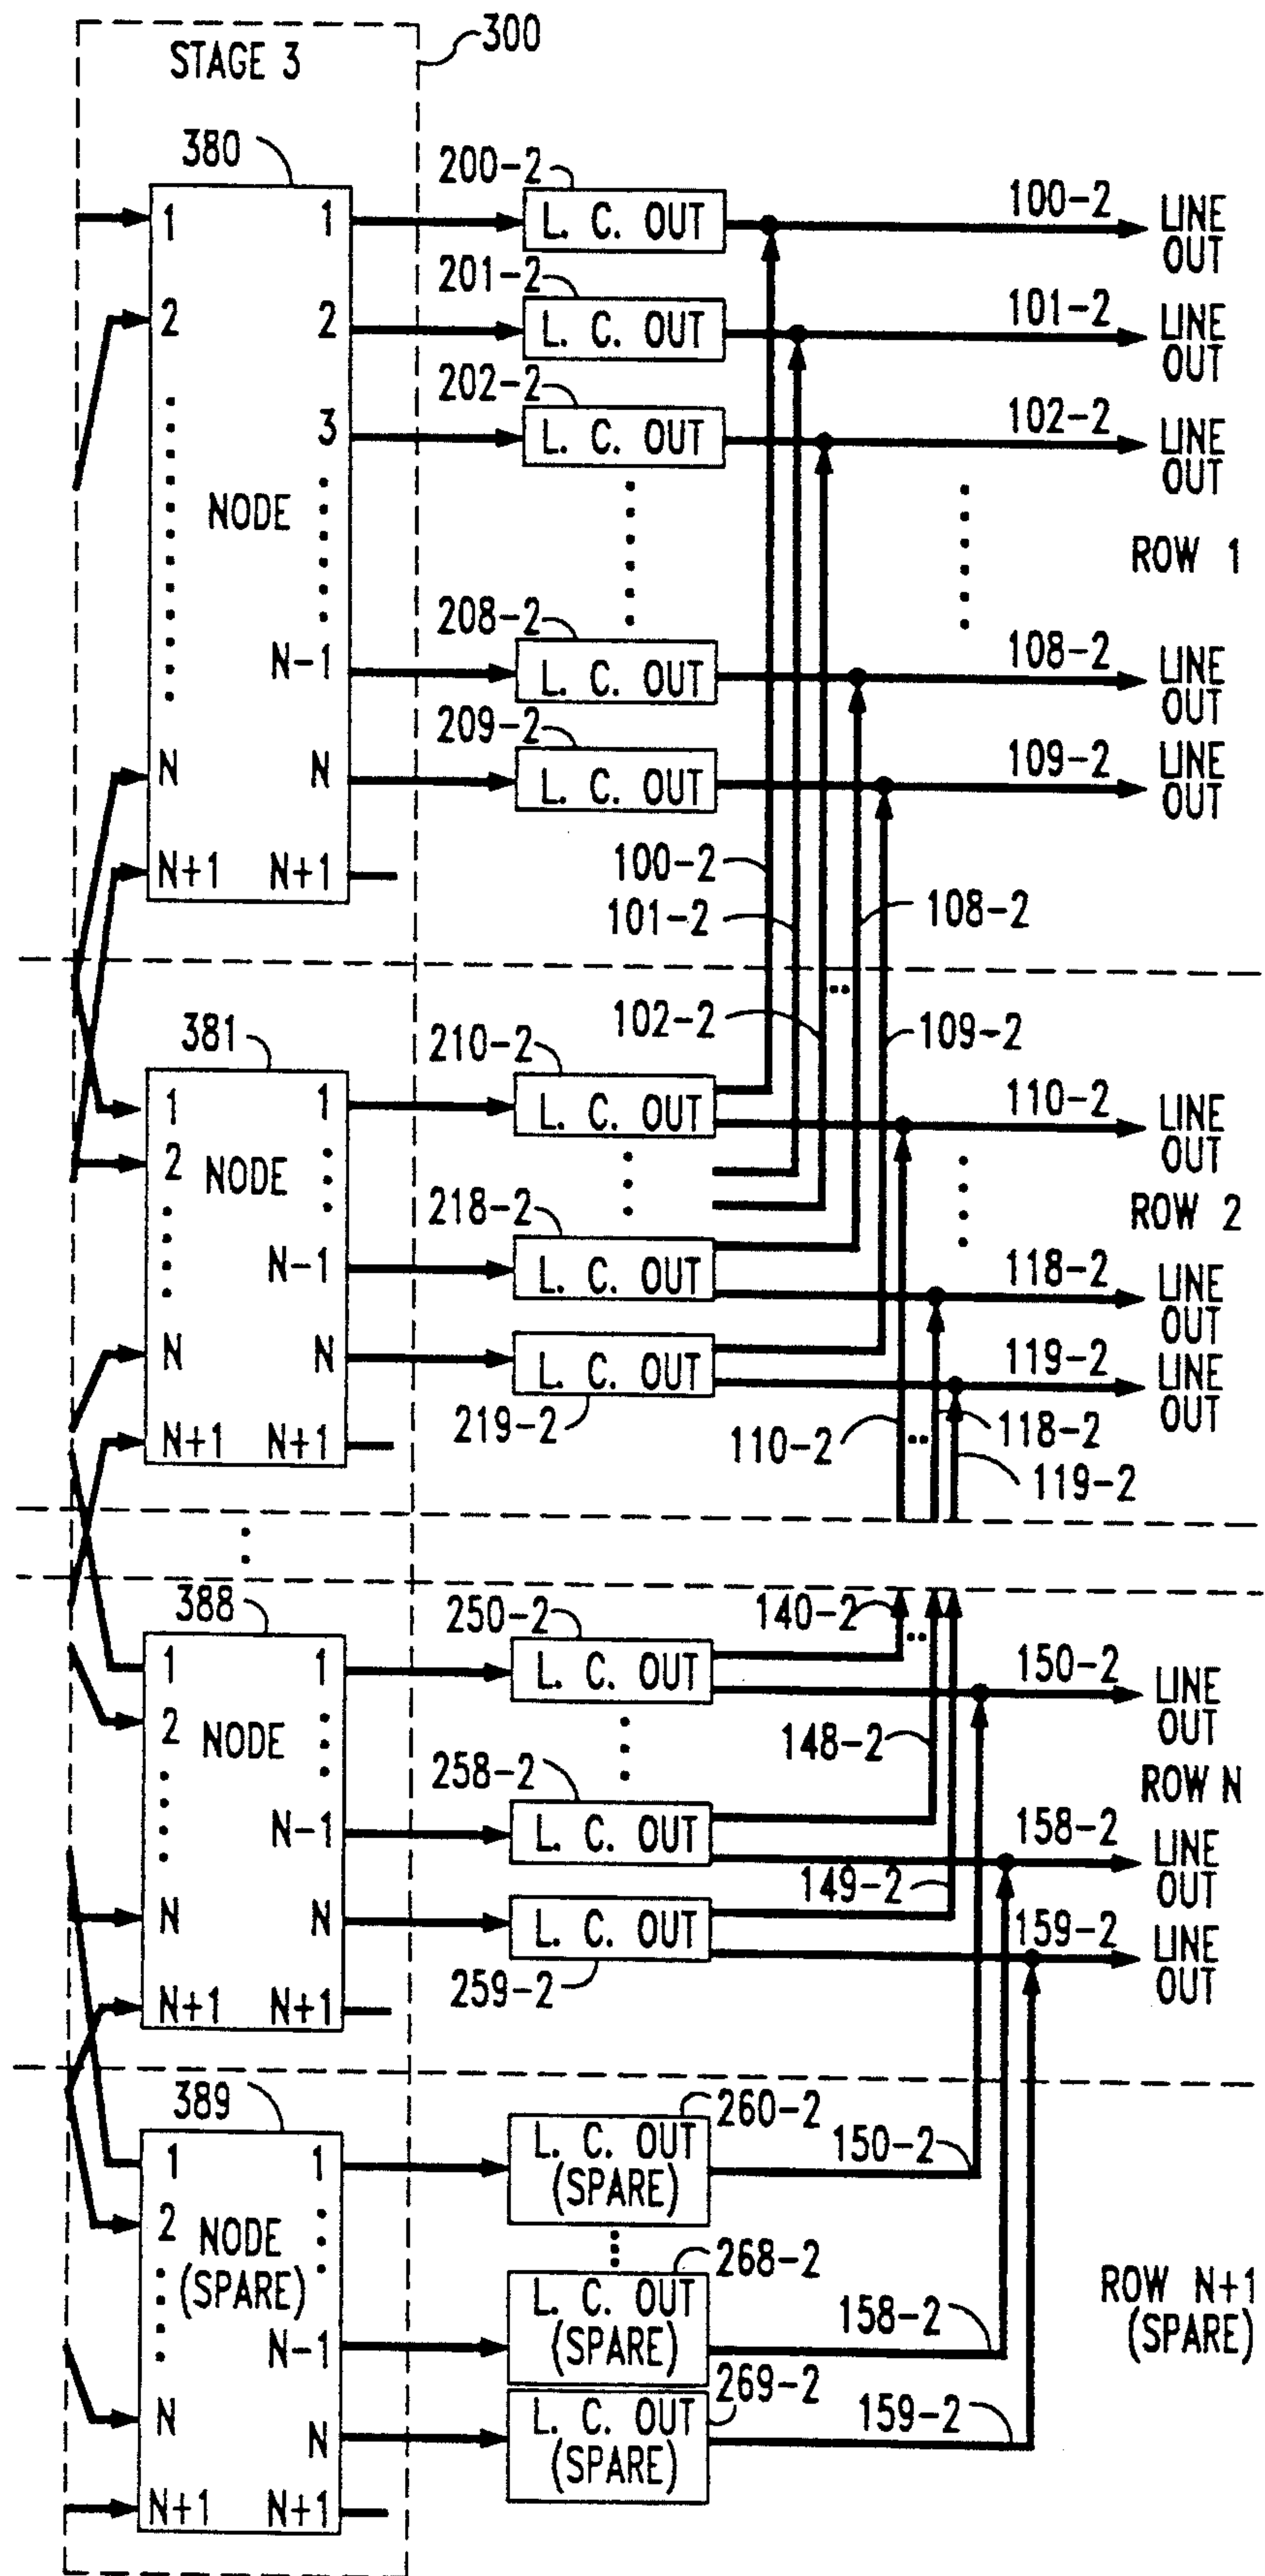 STAGE 3
300
380
1 1
2 2
3
NODE
N-1
N N
N+1 N+1
200-2
L. C. OUT
100-2
LINE
OUT
201-2
L. C. OUT
101-2
LINE
OUT
202-2
L. C. OUT
102-2
LINE
OUT
ROW 1
208-2
L. C. OUT
108-2
LINE
OUT
209-2
L. C. OUT
109-2
LINE
OUT
100-2
101-2
108-2
102-2
109-2
381
1 1
2
NODE
N-1
N N
N+1 N+1
210-2
L. C. OUT
110-2
LINE
OUT
ROW 2
218-2
L. C. OUT
118-2
LINE
OUT
L. C. OUT
219-2
119-2
LINE
OUT
110-2
118-2
119-2
388
1 1
2
NODE
N-1
N N
N+1 N+1
250-2
L. C. OUT
140-2
150-2
LINE
OUT
148-2
ROW N
258-2
L. C. OUT
158-2
LINE
OUT
149-2
L. C. OUT
259-2
159-2
LINE
OUT
389
1 1
2
NODE
(SPARE)
N-1
N N
N+1 N+1
260-2
L. C. OUT
(SPARE)
150-2
268-2
L. C. OUT
(SPARE)
158-2
269-2
L. C. OUT
(SPARE)
159-2
ROW N+1
(SPARE)